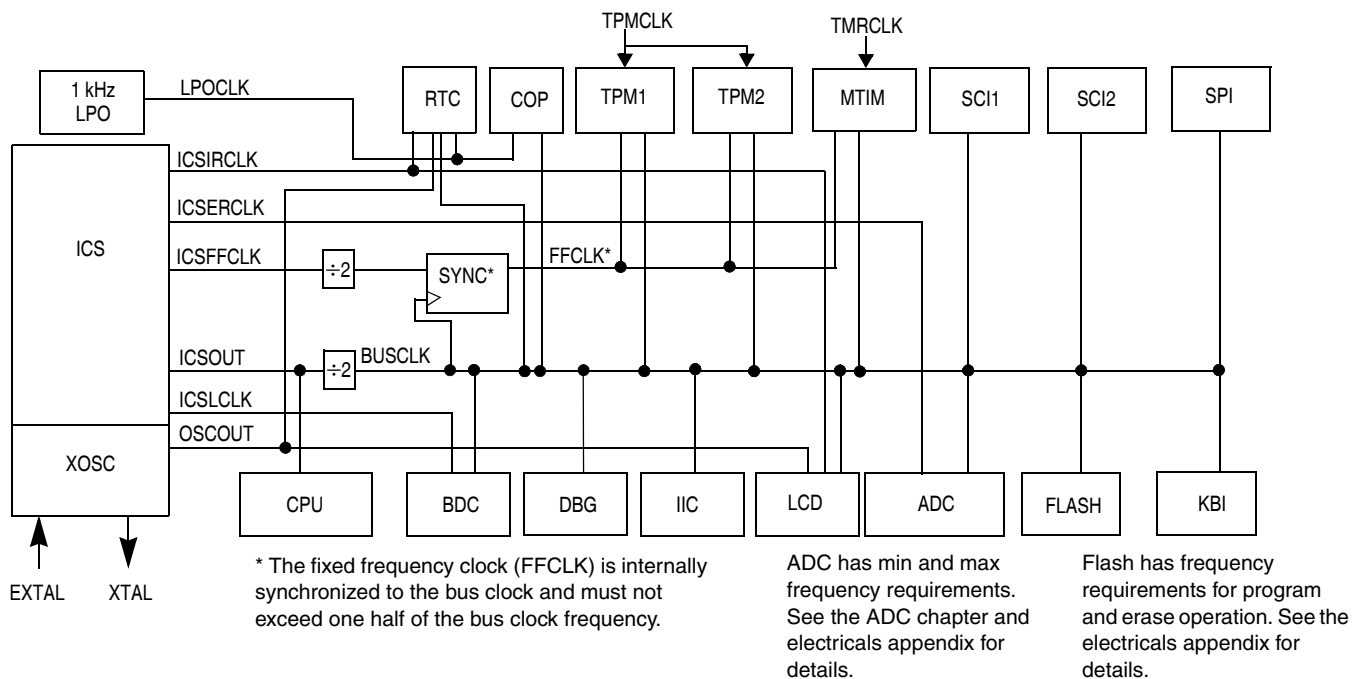 TPMCLK
TMRCLK
1 kHz
LPO
LPOCLK
RTC
COP
TPM1
TPM2
MTIM
SCI1
SCI2
SPI
ICSIRCLK
ICSERCLK
ICS
ICSFFCLK
÷2
SYNC*
FFCLK*
ICSOUT
÷2
BUSCLK
ICSLCLK
OSCOUT
XOSC
CPU
BDC
DBG
IIC
LCD
ADC
FLASH
KBI
EXTAL
XTAL
* The fixed frequency clock (FFCLK) is internally
synchronized to the bus clock and must not
exceed one half of the bus clock frequency.
ADC has min and max
frequency requirements.
See the ADC chapter and
electricals appendix for
details.
Flash has frequency
requirements for program
and erase operation. See the
electricals appendix for
details.